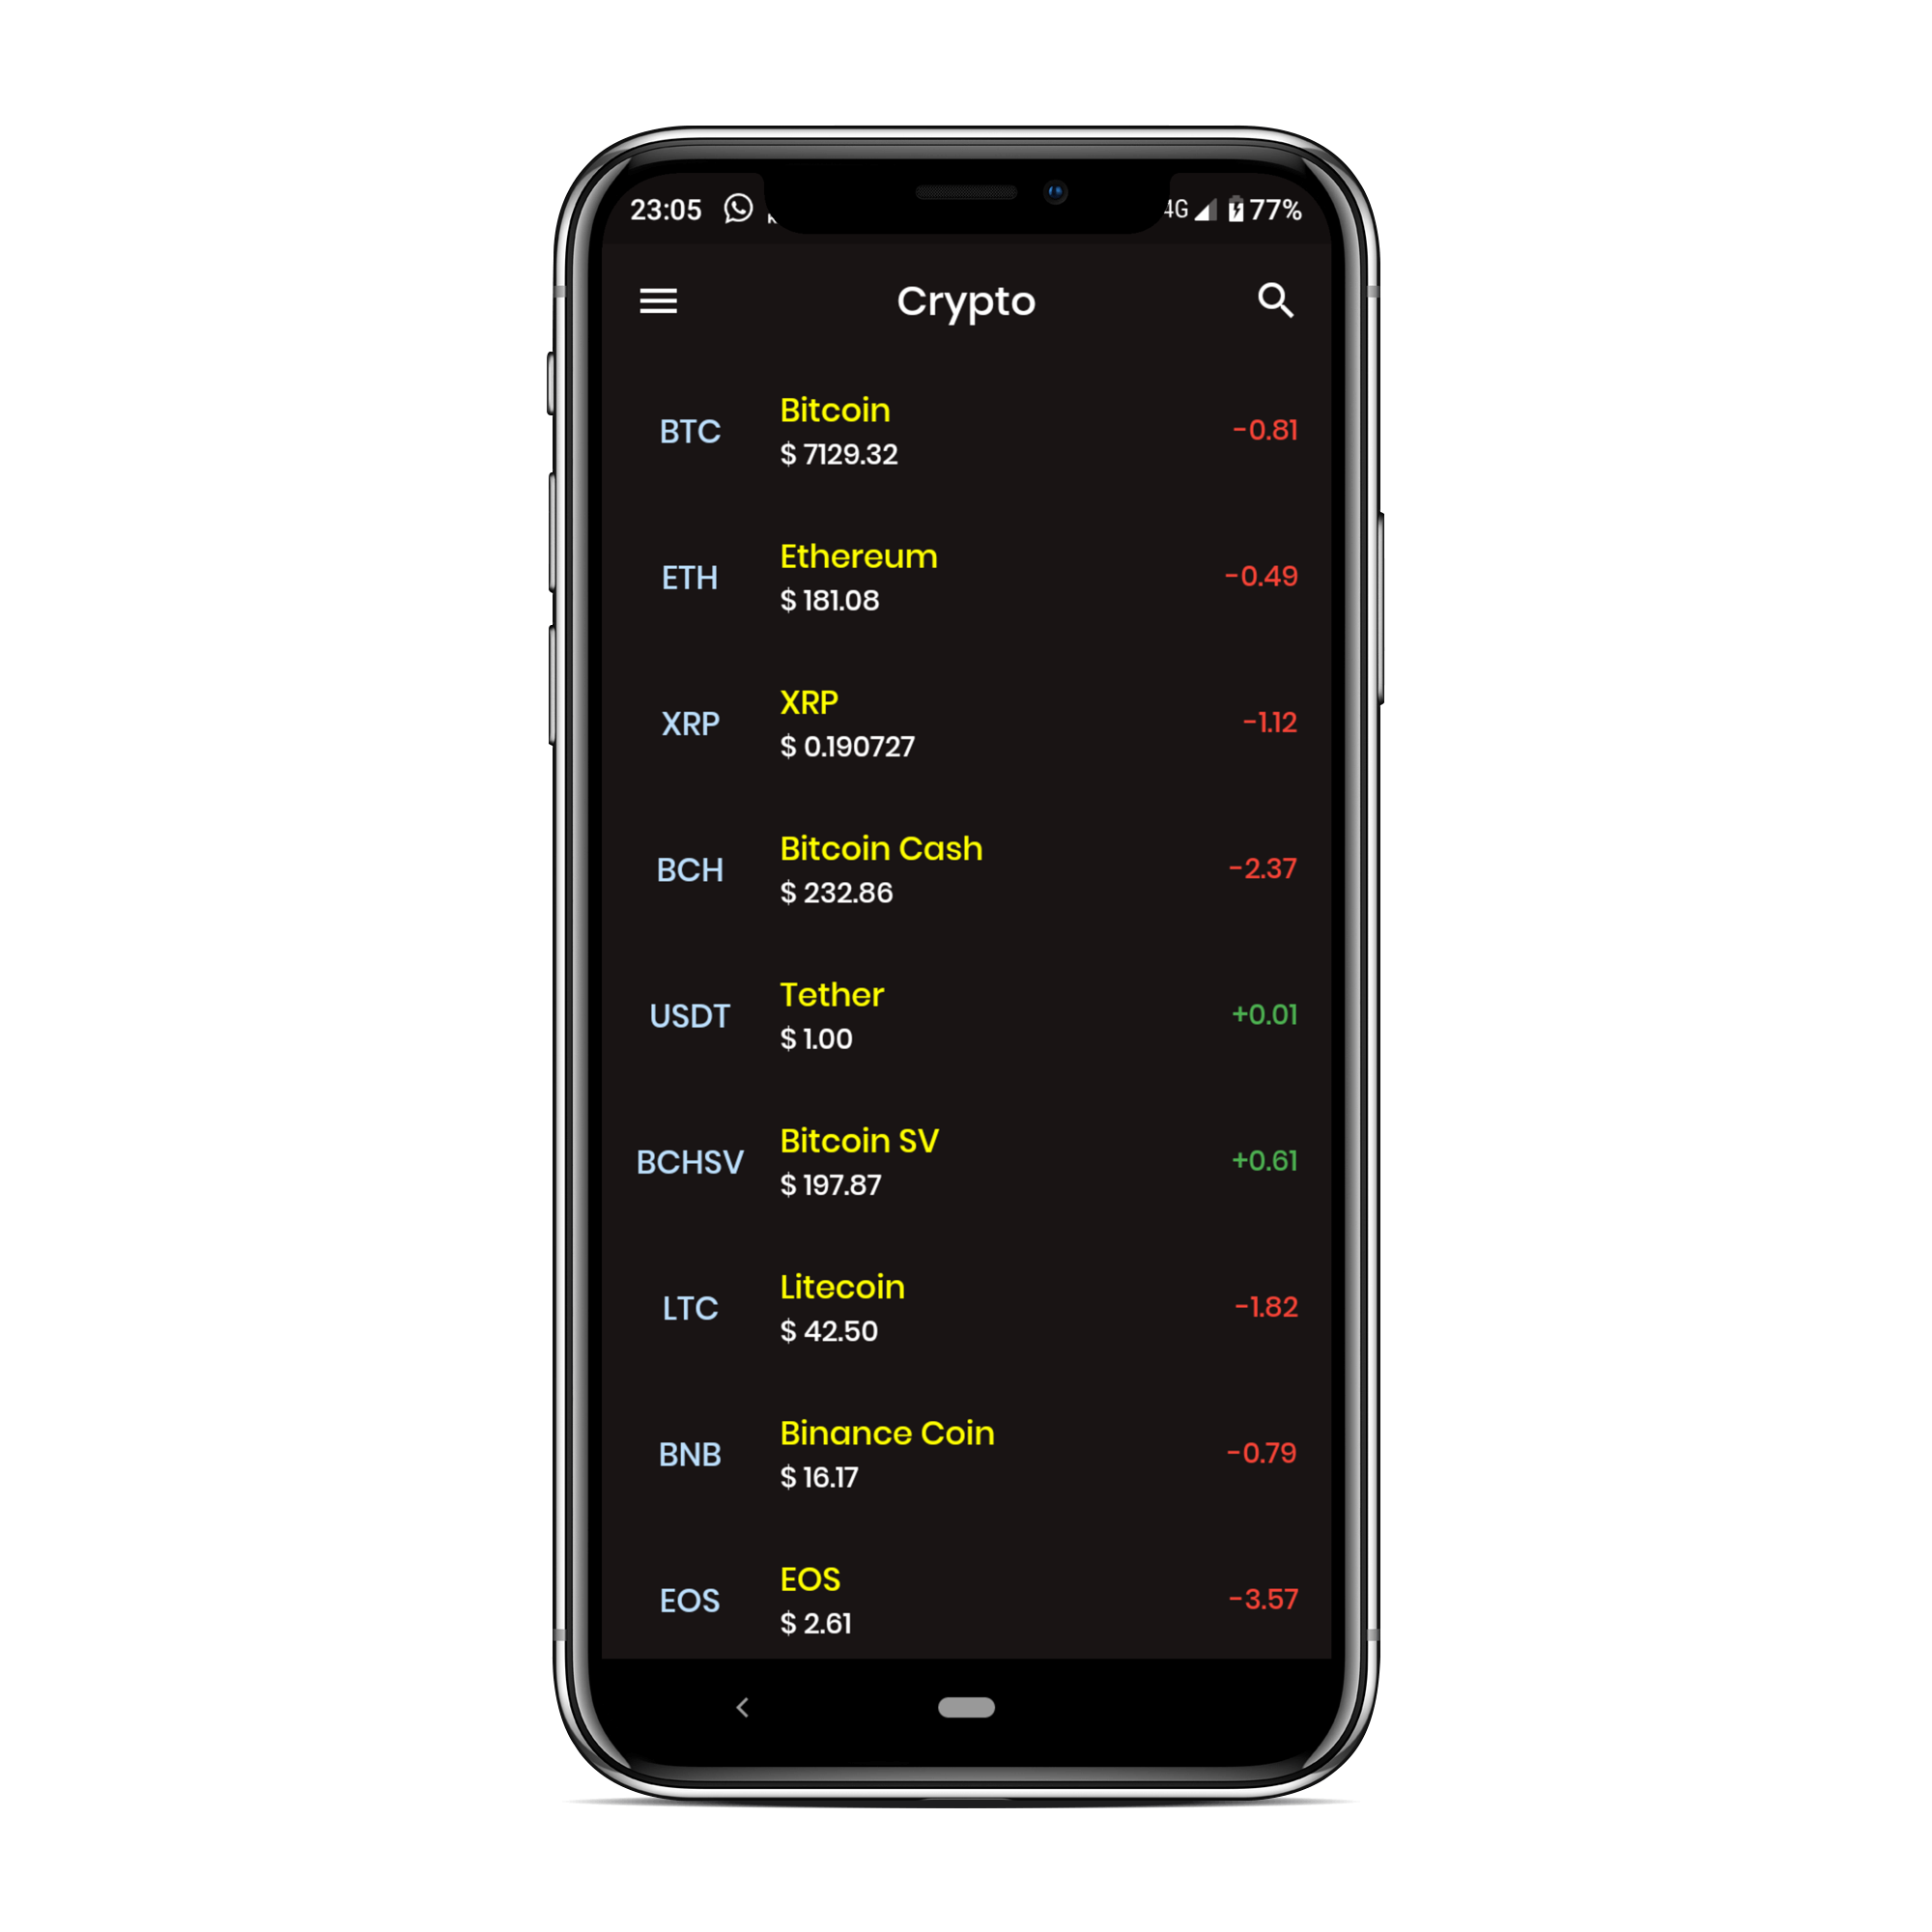 23:05 4G 77%
Crypto
BTC
Bitcoin
$ 7129.32
-0.81
ETH
Ethereum
$ 181.08
-0.49
XRP
XRP
$ 0.190727
-1.12
BCH
Bitcoin Cash
$ 232.86
-2.37
USDT
Tether
$ 1.00
+0.01
BCHSV
Bitcoin SV
$ 197.87
+0.61
LTC
Litecoin
$ 42.50
-1.82
BNB
Binance Coin
$ 16.17
-0.79
EOS
EOS
$ 2.61
-3.57